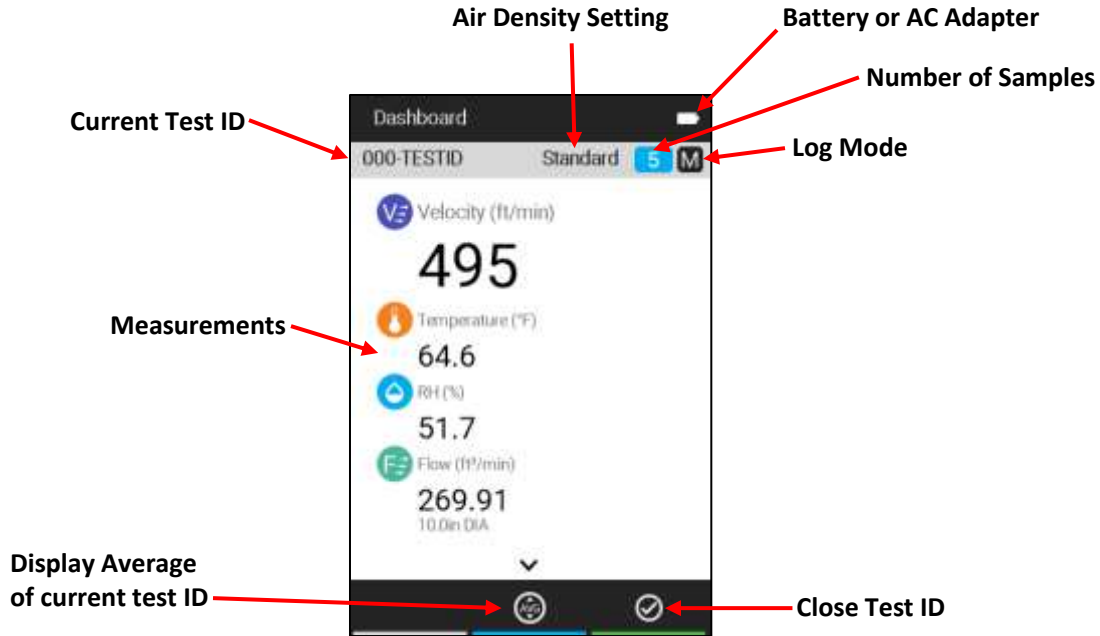 Air Density Setting
Battery or AC Adapter
Number of Samples
Current Test ID
Log Mode
Dashboard
000-TESTID Standard 5 M
V Velocity (ft/min)
495
Measurements
Temperature (°F)
64.6
RH (%)
51.7
F Flow (ft³/min)
269.91
10.0in DIA
Display Average
of current test ID
AVG
Close Test ID